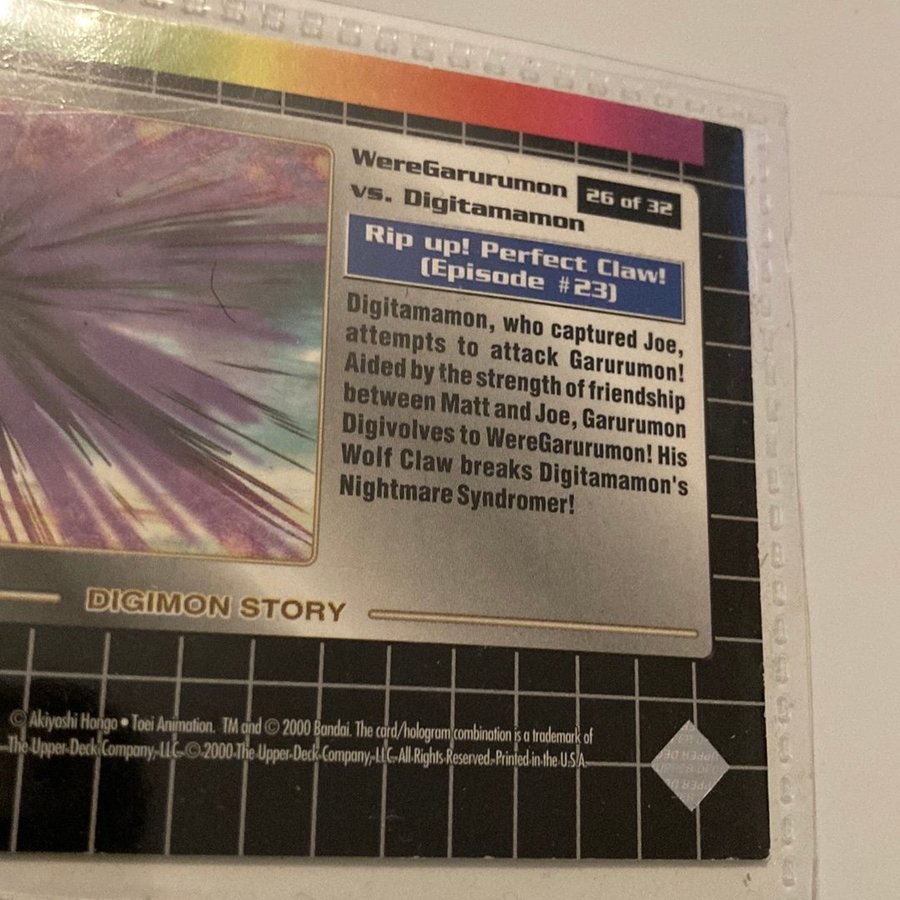 WereGarurumon
vs. Digitamamon
26 of 32
Rip up! Perfect Claw!
(Episode #23)
Digitamamon, who captured Joe,
attempts to attack Garurumon!
Aided by the strength of friendship
between Matt and Joe, Garurumon
Digivolves to WereGarurumon! His
Wolf Claw breaks Digitamamon's
Nightmare Syndromer!
DIGIMON STORY
© Akiyoshi Hongo • Toei Animation. TM and © 2000 Bandai. The card/hologram combination is a trademark of
The Upper Deck Company, LLC. © 2000 The Upper Deck Company, LLC. All Rights Reserved. Printed in the U.S.A.